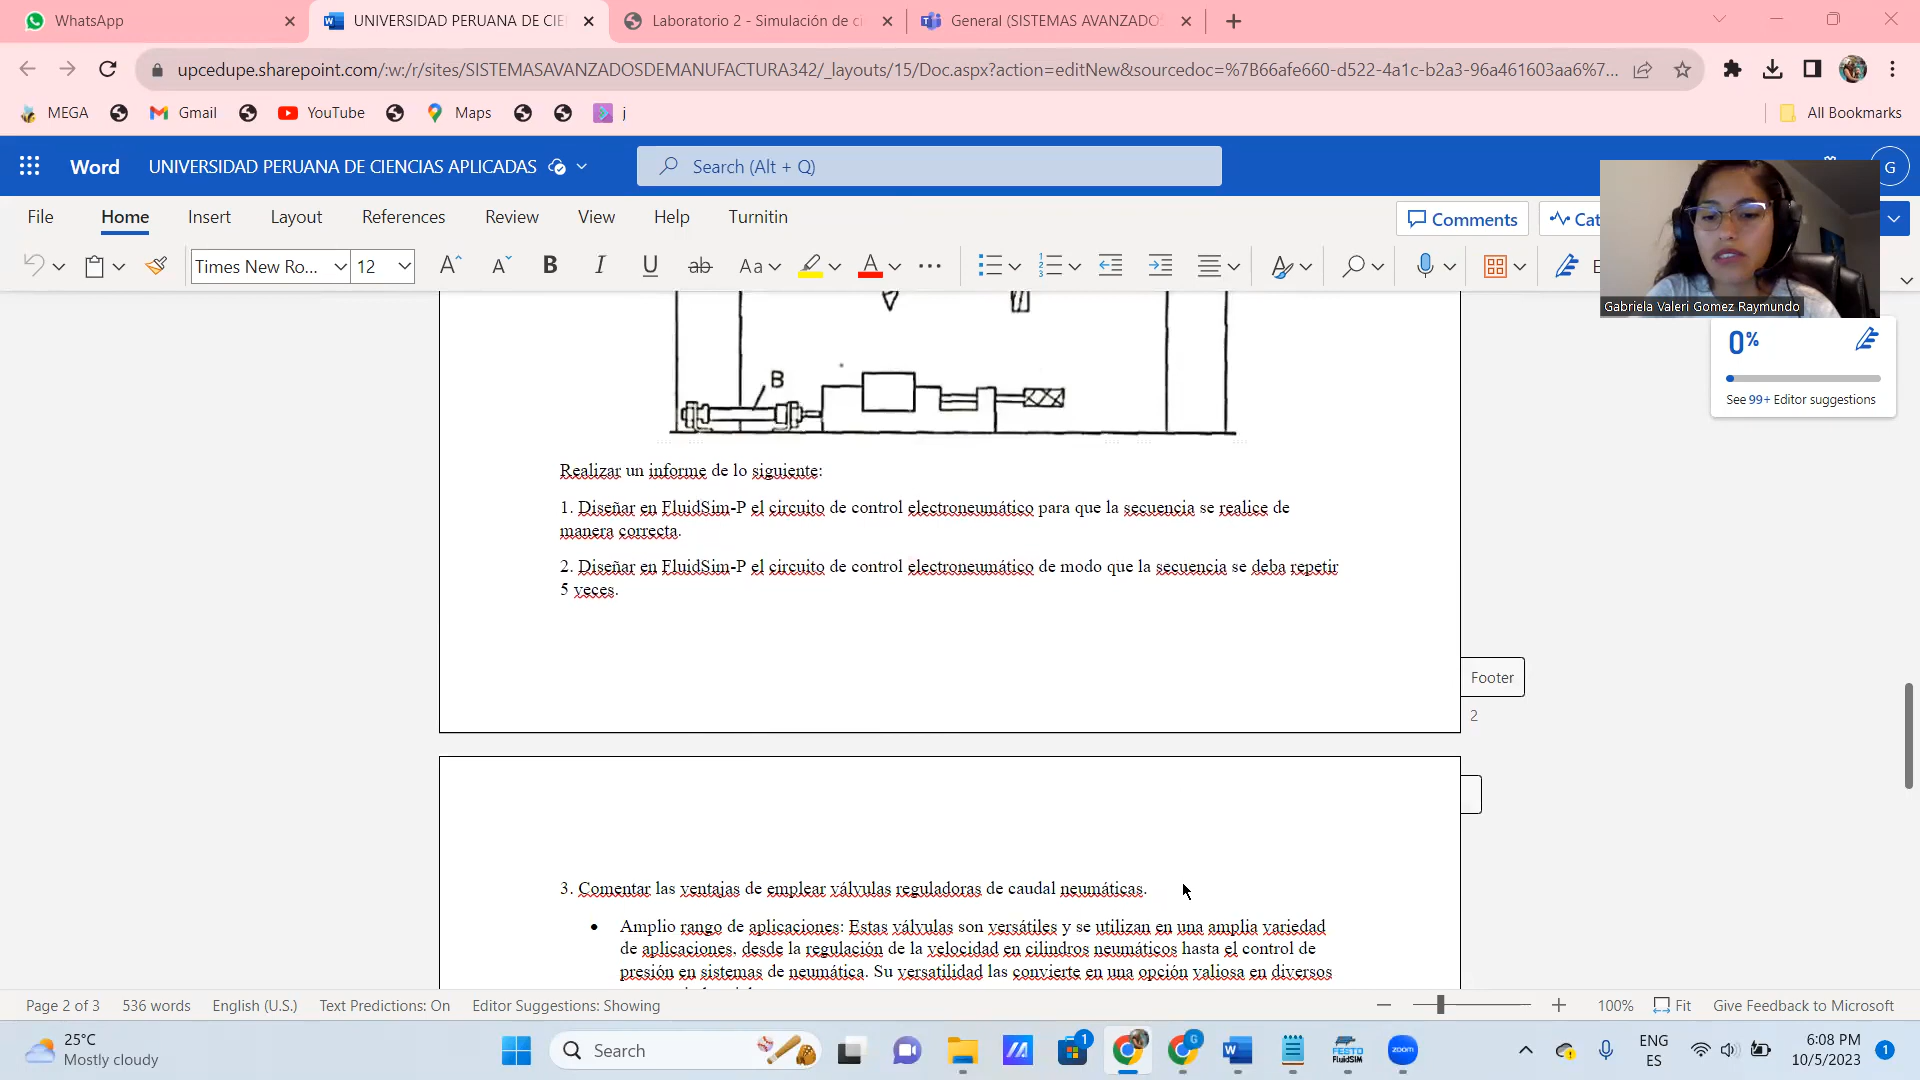 WhatsApp
UNIVERSIDAD PERUANA DE CIE
Laboratorio 2 - Simulación de ci
General (SISTEMAS AVANZADOS
upcedupe.sharepoint.com/:w:/r/sites/SISTEMASAVANZADOSDEMANUFACTURA342/_layouts/15/Doc.aspx?action=editNew&sourcedoc=%7B66afe660-d522-4a1c-b2a3-96a461603aa6%7...
MEGA
Gmail
YouTube
Maps
j
All Bookmarks
Word
UNIVERSIDAD PERUANA DE CIENCIAS APLICADAS
Search (Alt + Q)
G
File
Home
Insert
Layout
References
Review
View
Help
Turnitin
Comments
Cat
Times New Ro...
12
B
I
U
ab
Aa
A
E
Gabriela Valeri Gomez Raymundo
0%
See 99+ Editor suggestions
B
Realizar un informe de lo siguiente:
1. Diseñar en FluidSim-P el circuito de control electroneumático para que la secuencia se realice de
manera correcta.
2. Diseñar en FluidSim-P el circuito de control electroneumático de modo que la secuencia se deba repetir
5 veces.
Footer
2
3. Comentar las ventajas de emplear válvulas reguladoras de caudal neumáticas.
• Amplio rango de aplicaciones: Estas válvulas son versátiles y se utilizan en una amplia variedad
de aplicaciones, desde la regulación de la velocidad en cilindros neumáticos hasta el control de
presión en sistemas de neumática. Su versatilidad las convierte en una opción valiosa en diversos
Page 2 of 3
536 words
English (U.S.)
Text Predictions: On
Editor Suggestions: Showing
100%
Fit
Give Feedback to Microsoft
25°C
Mostly cloudy
Search
1
G
FESTO
FluidSIM
zoom
ENG
ES
6:08 PM
10/5/2023
1